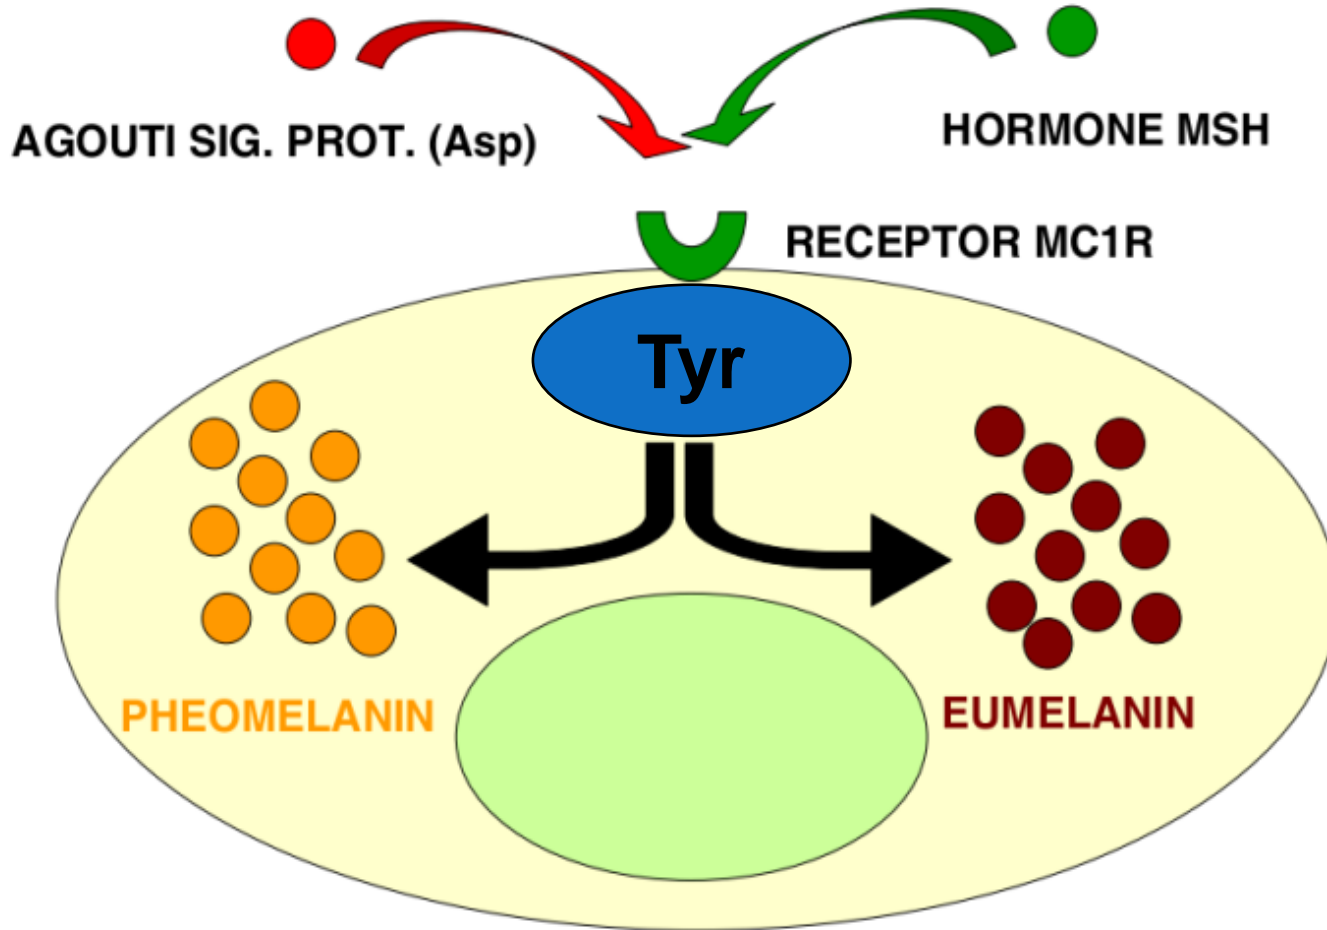 AGOUTI SIG. PROT. (Asp)
HORMONE MSH
RECEPTOR MC1R
Tyr
PHEOMELANIN
EUMELANIN